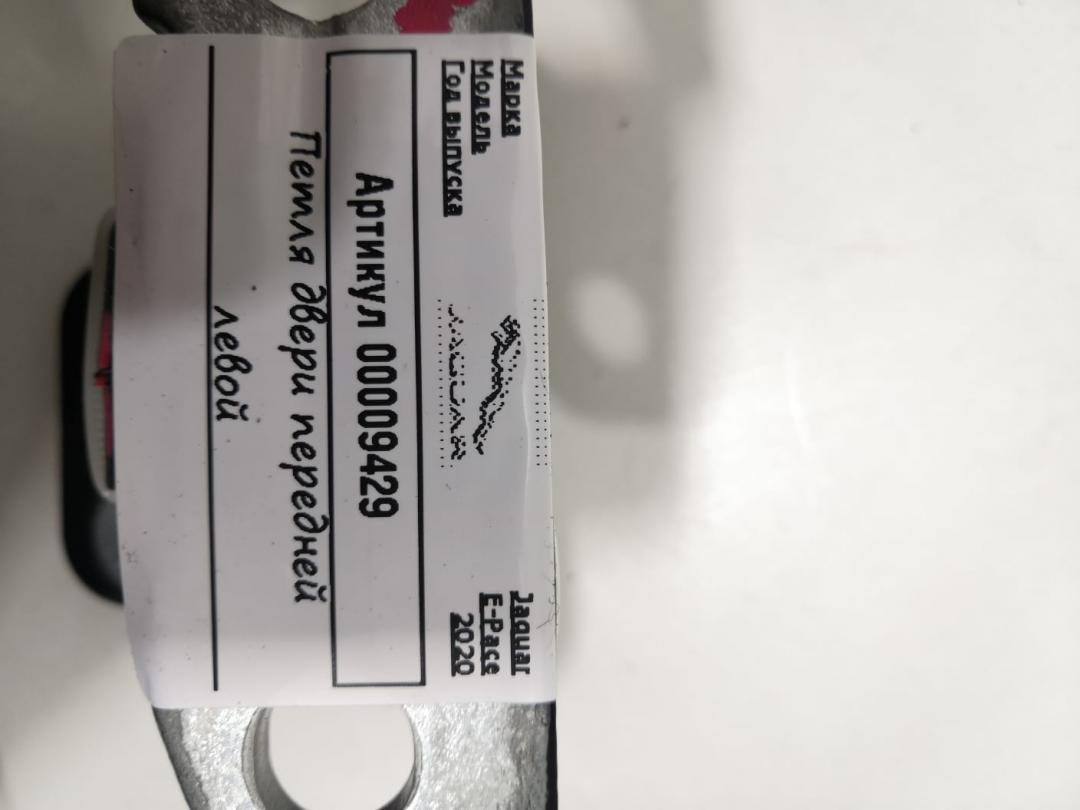 Марка Jaguar
Модель E-Pace
Год выпуска 2020
Артикул 00009429
Петля двери передней
левой